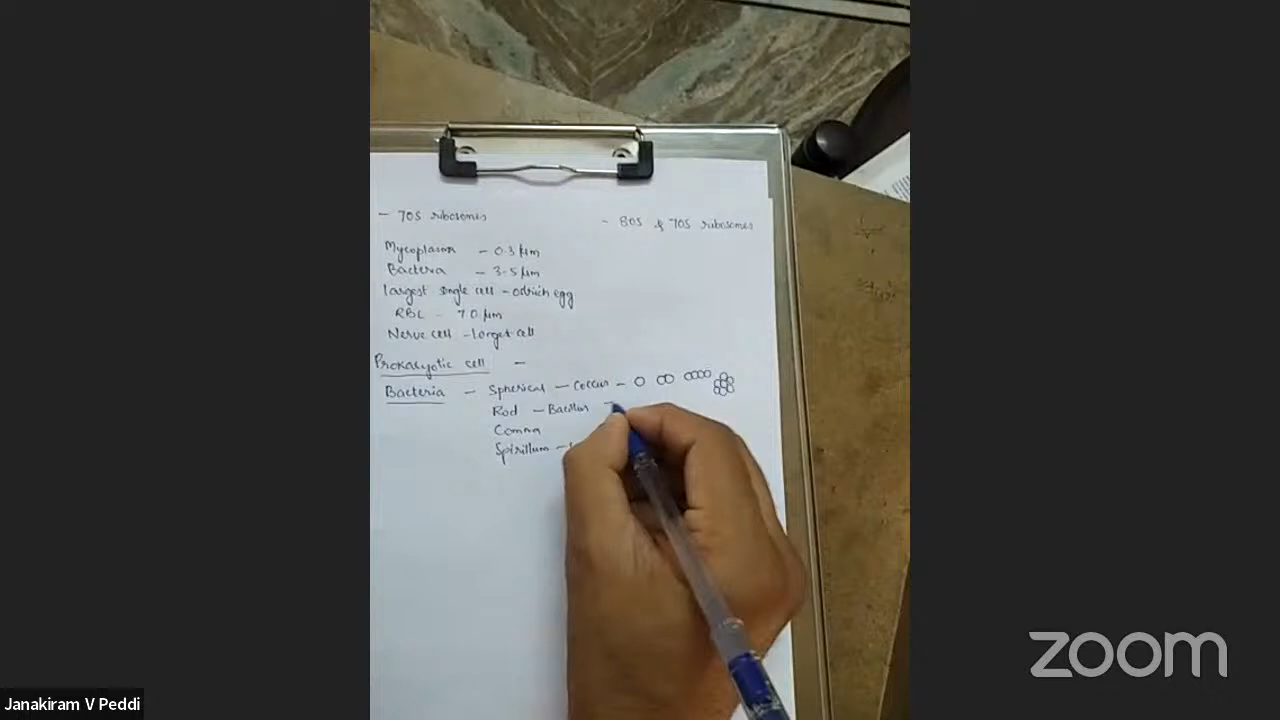 - 70S ribosomes
- 80S & 70S ribosomes
Mycoplasma - 0.3 µm
Bacteria - 3-5 µm
largest single cell - ostrich egg
RBC - 7.0 µm
Nerve cell - longest cell
Prokaryotic cell -
Bacteria - Spherical - Coccus -
Rod - Bacillus -
Comma
Spirillum -
zoom
Janakiram V Peddi